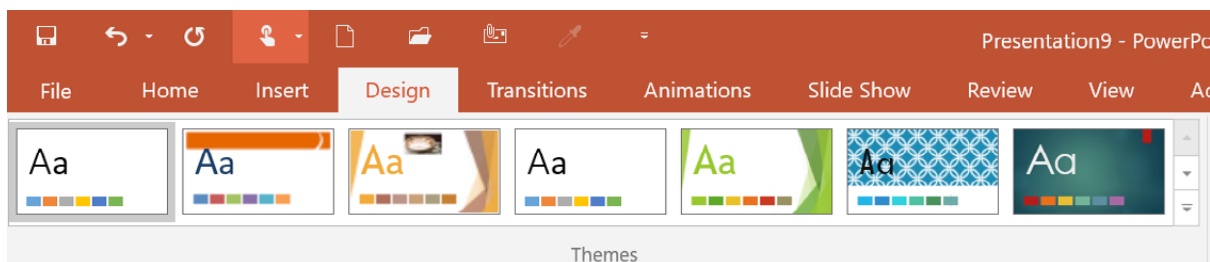 Presentation9 - PowerPo
File Home Insert Design Transitions Animations Slide Show Review View
Aa Aa Aa Aa Aa Aa Aa
Themes